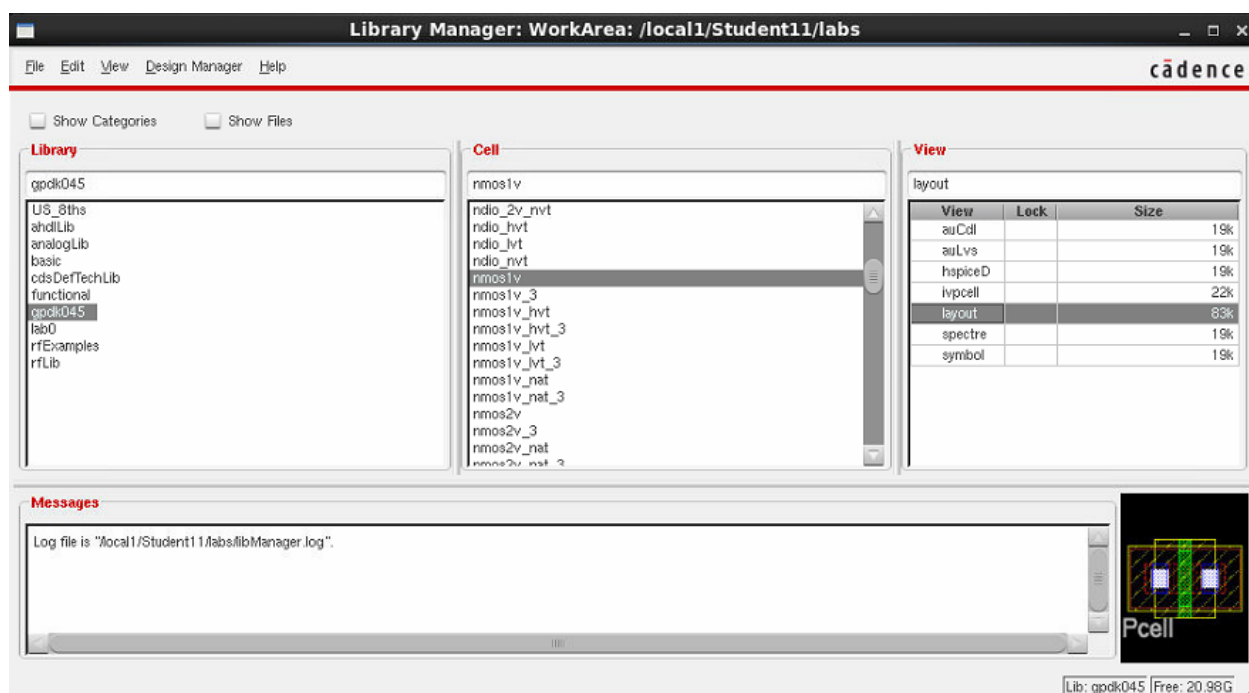 Library Manager: WorkArea: /local1/Student11/labs
File Edit View Design Manager Help
cādence
Show Categories Show Files
Library
gpdk045
US_8ths
ahdlLib
analogLib
basic
cdsDefTechLib
functional
gpdk045
lab0
rfExamples
rfLib
Cell
nmos1v
ndio_2v_nvt
ndio_hvt
ndio_lvt
ndio_nvt
nmos1v
nmos1v_3
nmos1v_hvt
nmos1v_hvt_3
nmos1v_lvt
nmos1v_lvt_3
nmos1v_nat
nmos1v_nat_3
nmos2v
nmos2v_3
nmos2v_nat
nmos2v_nat_3
View
layout
View Lock Size
auCdl 19k
auLvs 19k
hspiceD 19k
ivpcell 22k
layout 83k
spectre 19k
symbol 19k
Messages
Log file is "/local1/Student11/labs/libManager.log".
Pcell
Lib: gpdk045 Free: 20.98G